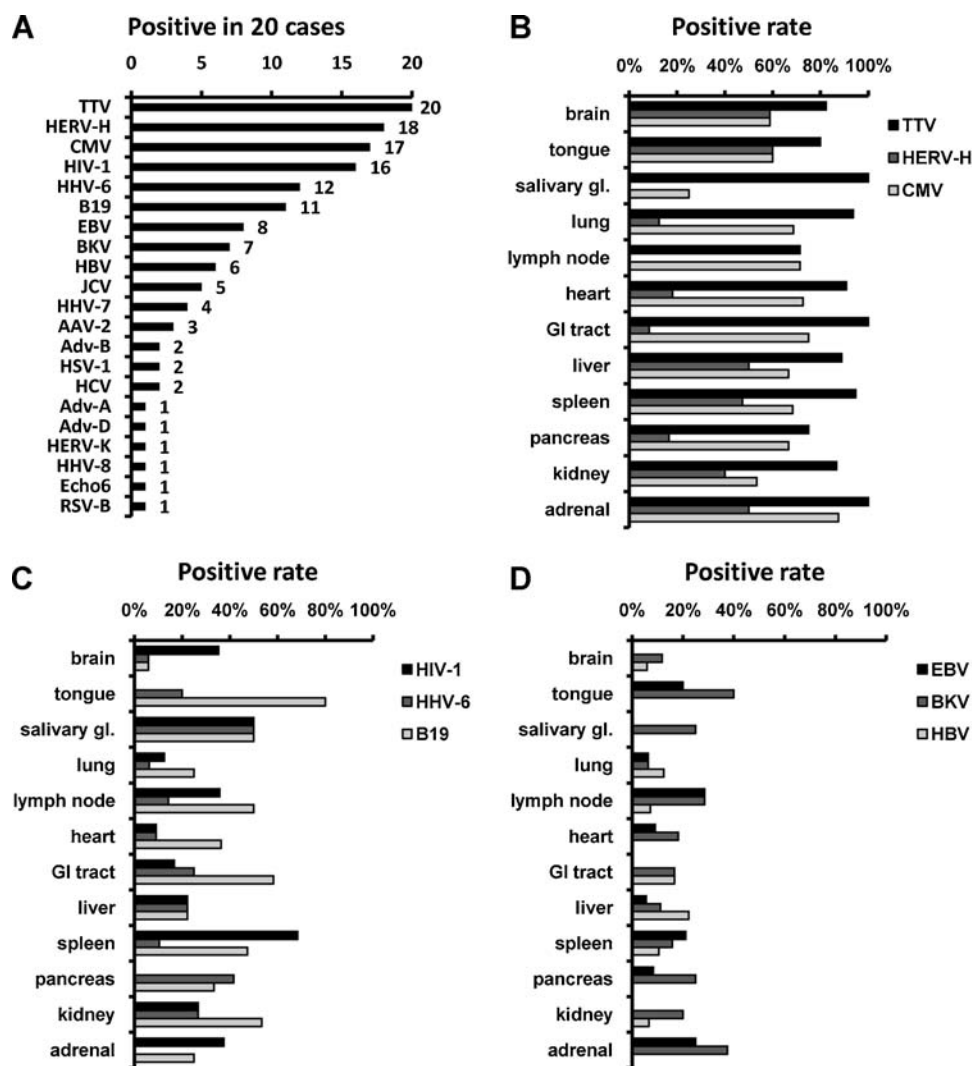 A
Positive in 20 cases
0 5 10 15 20
TTV 20
HERV-H 18
CMV 17
HIV-1 16
HHV-6 12
B19 11
EBV 8
BKV 7
HBV 6
JCV 5
HHV-7 4
AAV-2 3
Adv-B 2
HSV-1 2
HCV 2
Adv-A 1
Adv-D 1
HERV-K 1
HHV-8 1
Echo6 1
RSV-B 1
B
Positive rate
0% 20% 40% 60% 80% 100%
brain
tongue
salivary gl.
lung
lymph node
heart
GI tract
liver
spleen
pancreas
kidney
adrenal
TTV
HERV-H
CMV
C
Positive rate
0% 20% 40% 60% 80% 100%
brain
tongue
salivary gl.
lung
lymph node
heart
GI tract
liver
spleen
pancreas
kidney
adrenal
HIV-1
HHV-6
B19
D
Positive rate
0% 20% 40% 60% 80% 100%
brain
tongue
salivary gl.
lung
lymph node
heart
GI tract
liver
spleen
pancreas
kidney
adrenal
EBV
BKV
HBV